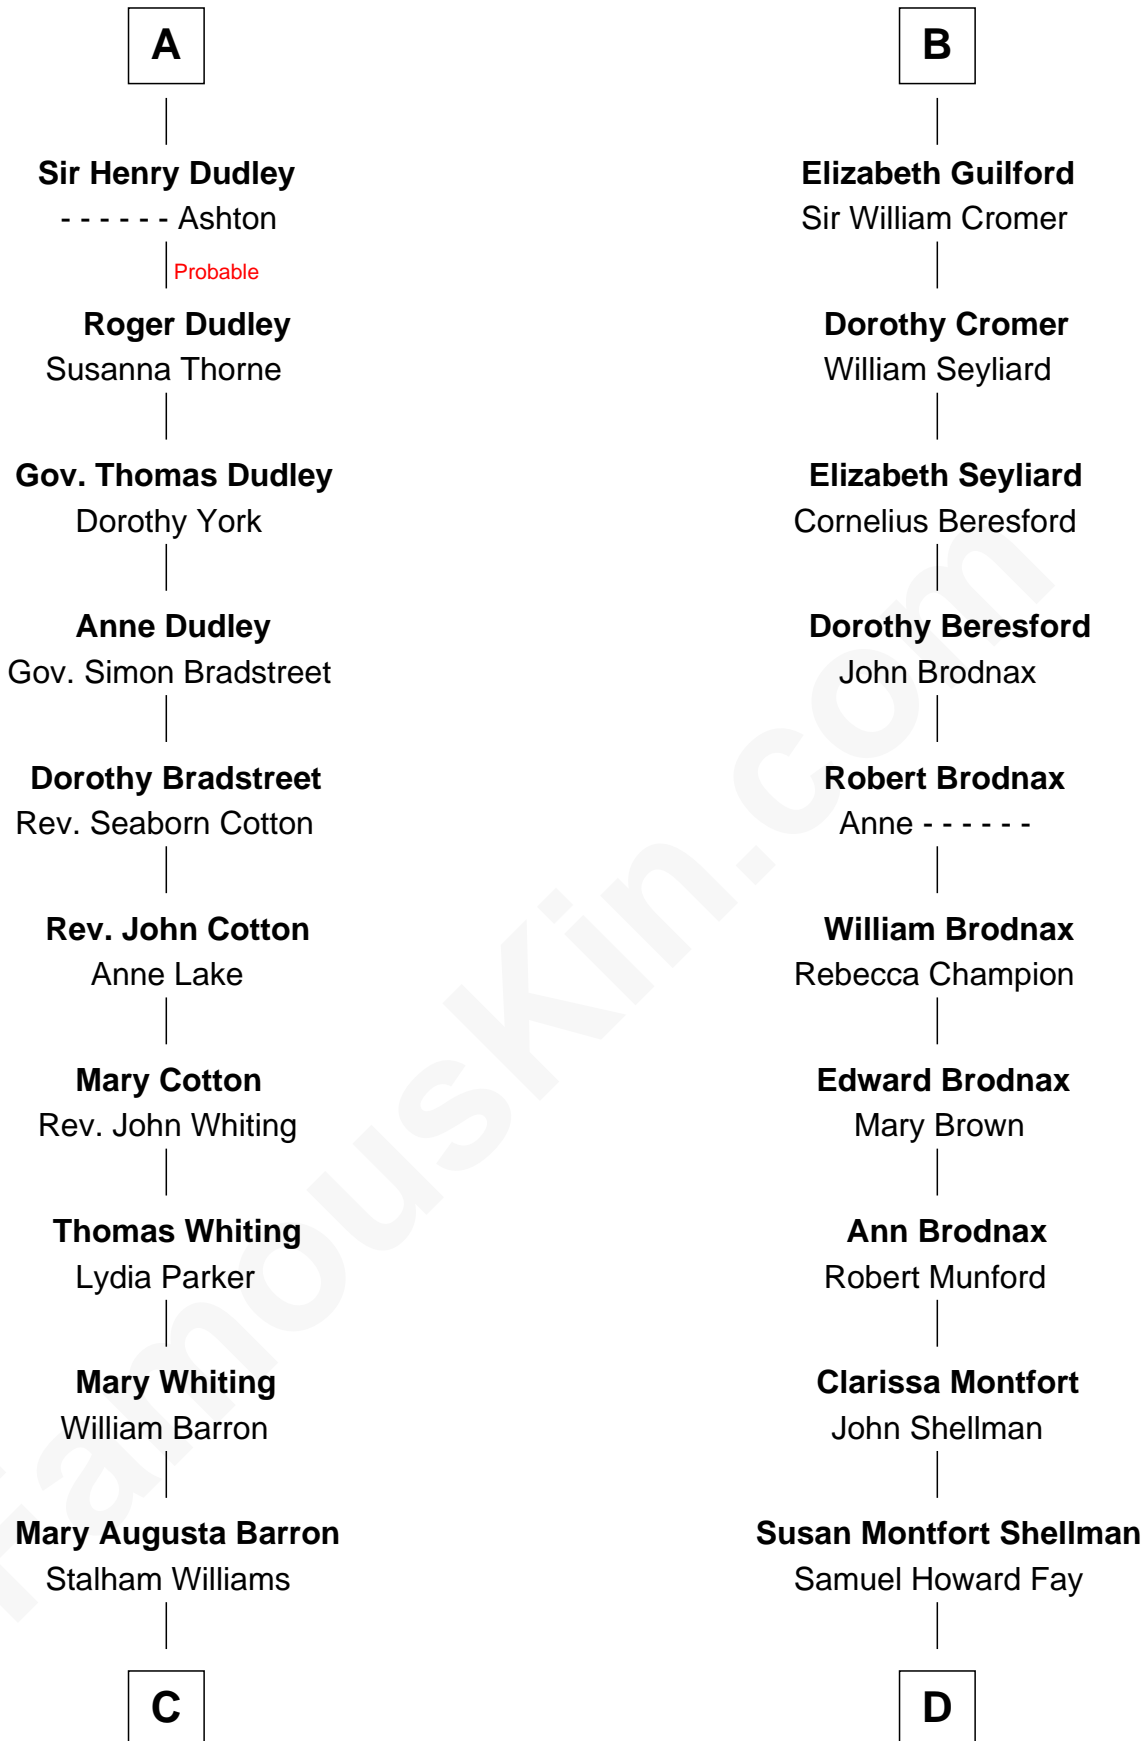 A
Sir Henry Dudley
- - - - - - Ashton
Probable
Roger Dudley
Susanna Thorne
Gov. Thomas Dudley
Dorothy York
Anne Dudley
Gov. Simon Bradstreet
Dorothy Bradstreet
Rev. Seaborn Cotton
Rev. John Cotton
Anne Lake
Mary Cotton
Rev. John Whiting
Thomas Whiting
Lydia Parker
Mary Whiting
William Barron
Mary Augusta Barron
Stalham Williams
C
B
Elizabeth Guilford
Sir William Cromer
Dorothy Cromer
William Seyliard
Elizabeth Seyliard
Cornelius Beresford
Dorothy Beresford
John Brodnax
Robert Brodnax
Anne - - - - - -
William Brodnax
Rebecca Champion
Edward Brodnax
Mary Brown
Ann Brodnax
Robert Munford
Clarissa Montfort
John Shellman
Susan Montfort Shellman
Samuel Howard Fay
D
FamousKin.com